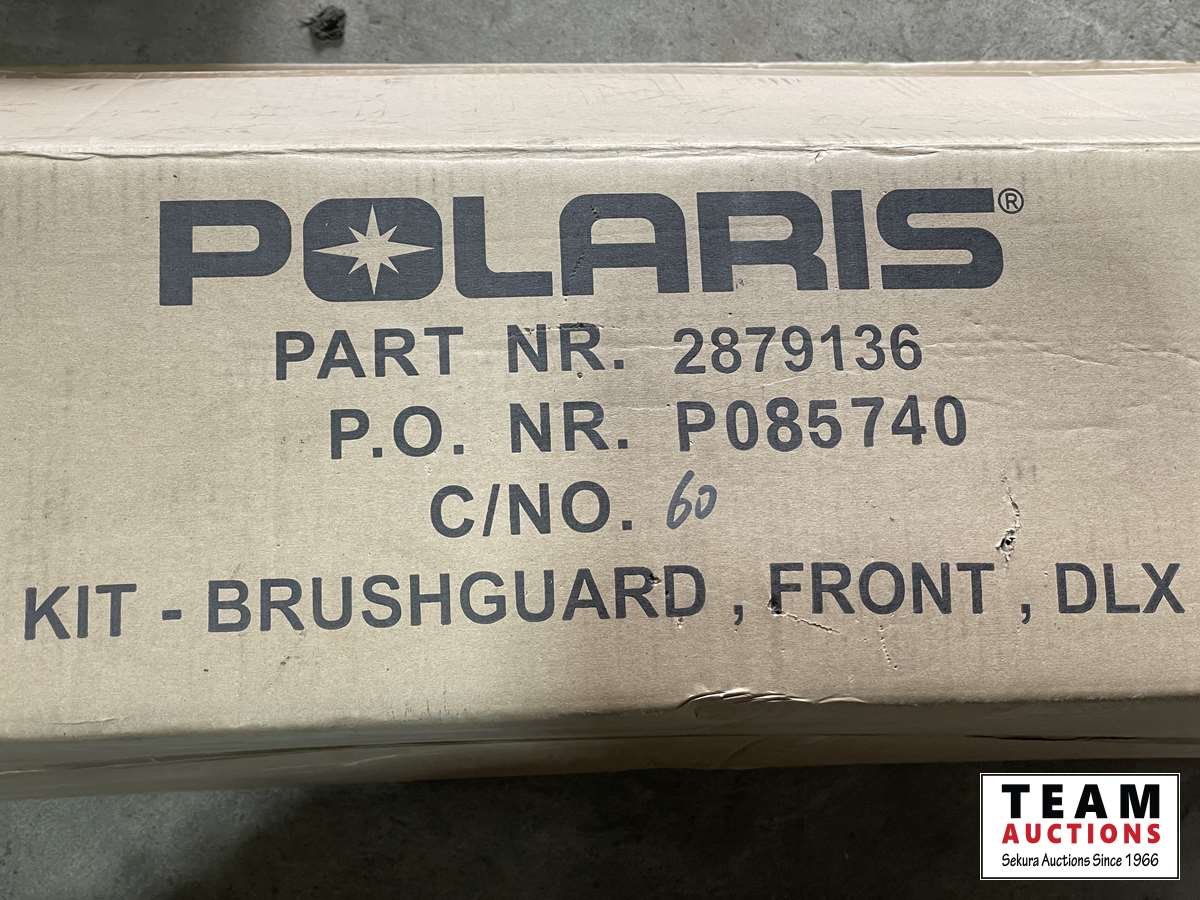 POLARIS®
PART NR. 2879136
P.O. NR. P085740
C/NO. 60
KIT - BRUSHGUARD , FRONT , DLX
TEAM
AUCTIONS
Sekura Auctions Since 1966